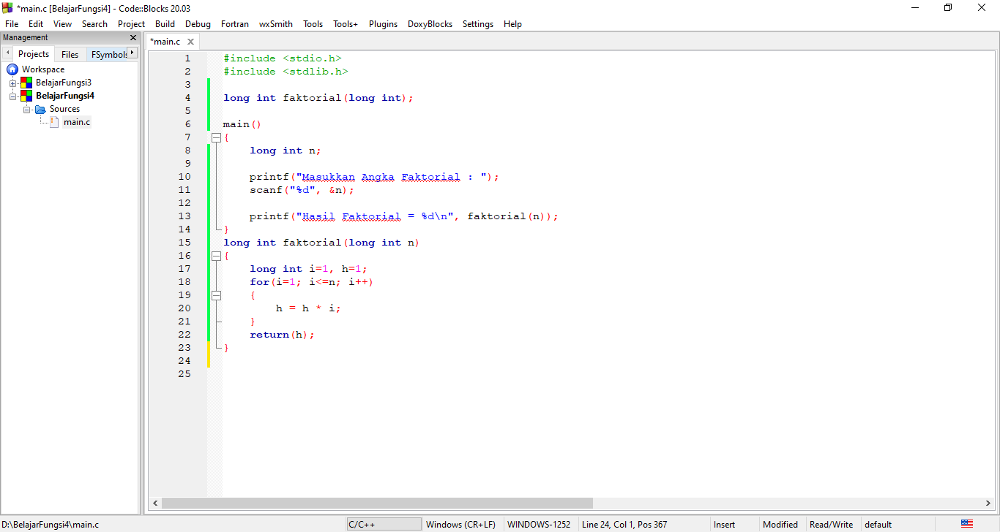 *main.c [BelajarFungsi4] - Code::Blocks 20.03
File Edit View Search Project Build Debug Fortran wxSmith Tools Tools+ Plugins DoxyBlocks Settings Help
Management
Projects Files FSymbols
Workspace
BelajarFungsi3
BelajarFungsi4
Sources
main.c
*main.c
1 #include <stdio.h>
2 #include <stdlib.h>
3
4 long int faktorial(long int);
5
6 main()
7 {
8     long int n;
9
10     printf("Masukkan Angka Faktorial : ");
11     scanf("%d", &n);
12
13     printf("Hasil Faktorial = %d\n", faktorial(n));
14 }
15 long int faktorial(long int n)
16 {
17     long int i=1, h=1;
18     for(i=1; i<=n; i++)
19     {
20         h = h * i;
21     }
22     return(h);
23 }
24
25
D:\BelajarFungsi4\main.c C/C++ Windows (CR+LF) WINDOWS-1252 Line 24, Col 1, Pos 367 Insert Modified Read/Write default